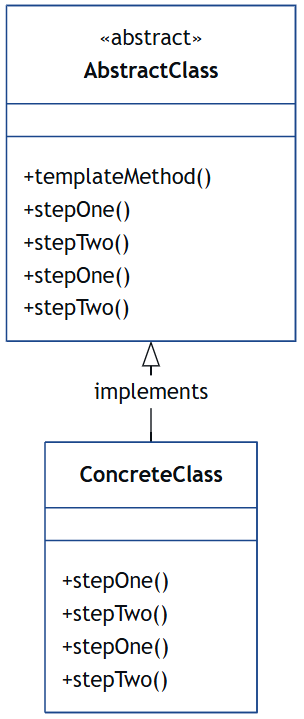 «abstract»
AbstractClass
+templateMethod()
+stepOne()
+stepTwo()
+stepOne()
+stepTwo()
implements
ConcreteClass
+stepOne()
+stepTwo()
+stepOne()
+stepTwo()